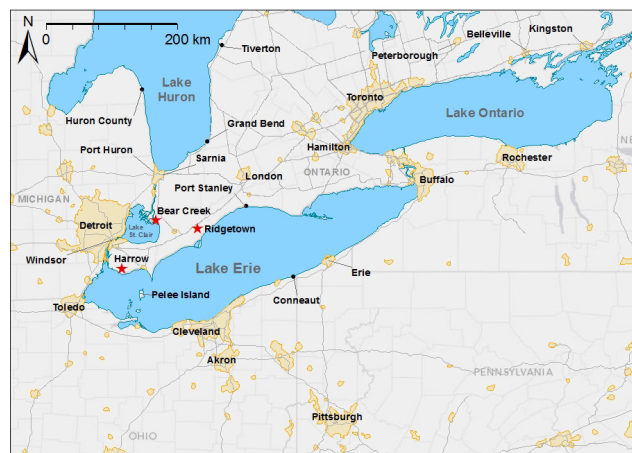 N
0
200 km
Tiverton
Belleville
Kingston
Peterborough
Lake
Huron
Toronto
Lake Ontario
Huron County
Grand Bend
Port Huron
Hamilton
Sarnia
Rochester
NE
London
ONTARIO
Port Stanley
Buffalo
MICHIGAN
Bear Creek
Detroit
Lake
St. Clair
Ridgetown
Windsor
Harrow
Lake Erie
Erie
Pelee Island
Conneaut
Toledo
Cleveland
Akron
PENNSYLVANIA
Pittsburgh
OHIO